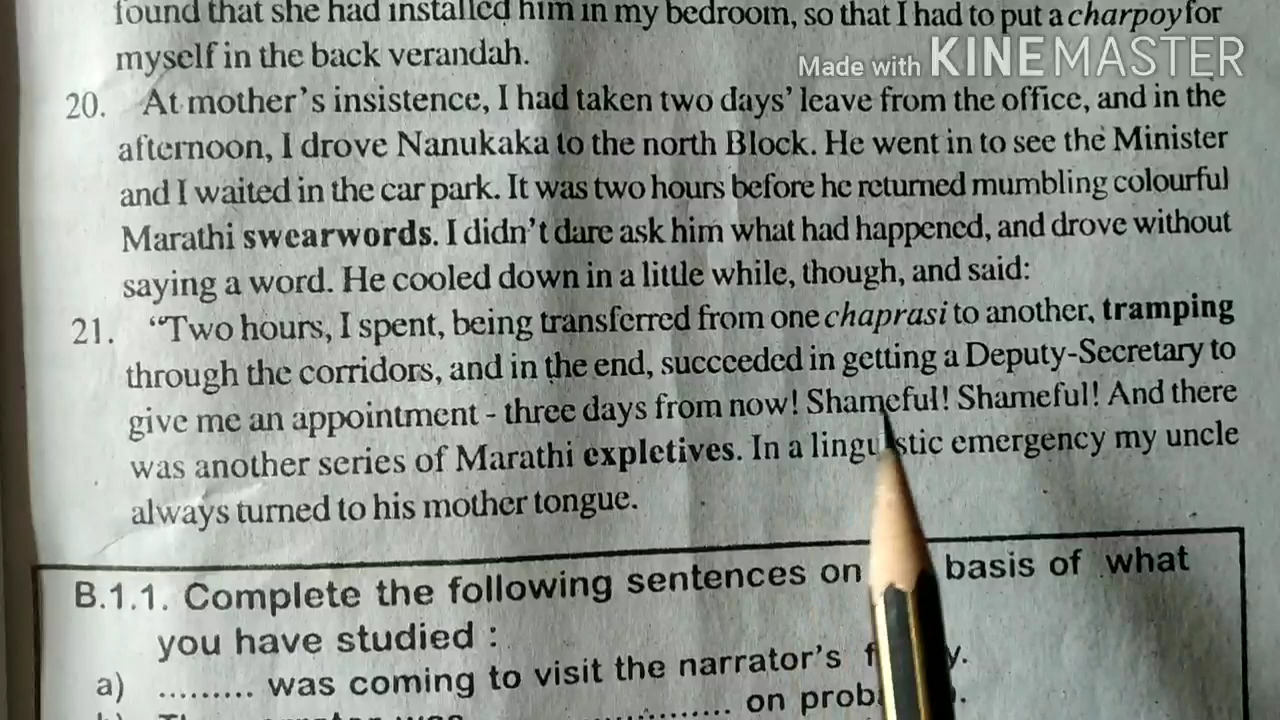 found that she had installed him in my bedroom, so that I had to put a charpoy for
myself in the back verandah.
Made with KINEMASTER
20. At mother's insistence, I had taken two days' leave from the office, and in the
afternoon, I drove Nanukaka to the north Block. He went in to see the Minister
and I waited in the car park. It was two hours before he returned mumbling colourful
Marathi swearwords. I didn't dare ask him what had happened, and drove without
saying a word. He cooled down in a little while, though, and said:
21. "Two hours, I spent, being transferred from one chaprasi to another, tramping
through the corridors, and in the end, succeeded in getting a Deputy-Secretary to
give me an appointment - three days from now! Shameful! Shameful! And there
was another series of Marathi expletives. In a linguistic emergency my uncle
always turned to his mother tongue.
B.1.1. Complete the following sentences on basis of what
you have studied :
a) ......... was coming to visit the narrator's
on